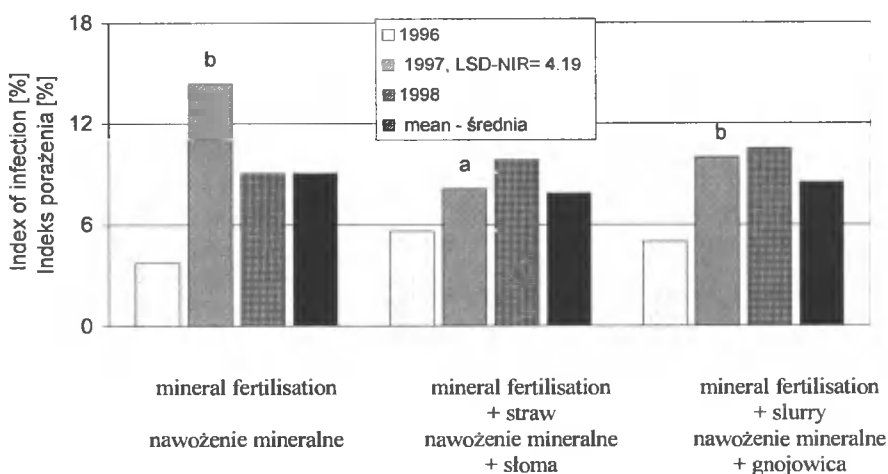 Index of infection [%]
Indeks porażenia [%]
18
12
6
0
1996
1997, LSD-NIR= 4.19
1998
mean - średnia
b
a
b
mineral fertilisation
nawożenie mineralne
mineral fertilisation
+ straw
nawożenie mineralne
+ słoma
mineral fertilisation
+ slurry
nawożenie mineralne
+ gnojowica